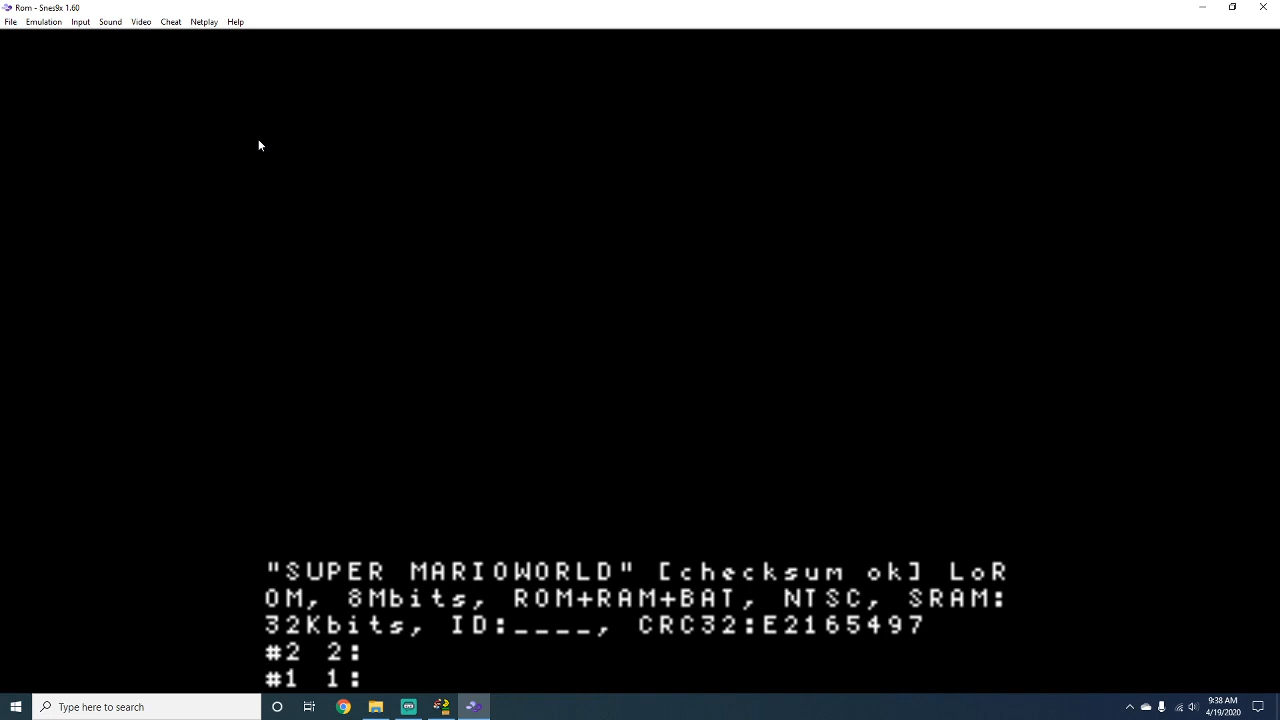 Rom - Snes9x 1.60
File Emulation Input Sound Video Cheat Netplay Help
"SUPER MARIOWORLD" [checksum ok] LoR
OM, 8Mbits, ROM+RAM+BAT, NTSC, SRAM:
32Kbits, ID:____, CRC32:E2165497
#2 2:
#1 1:
Type here to search
9:38 AM
4/19/2020